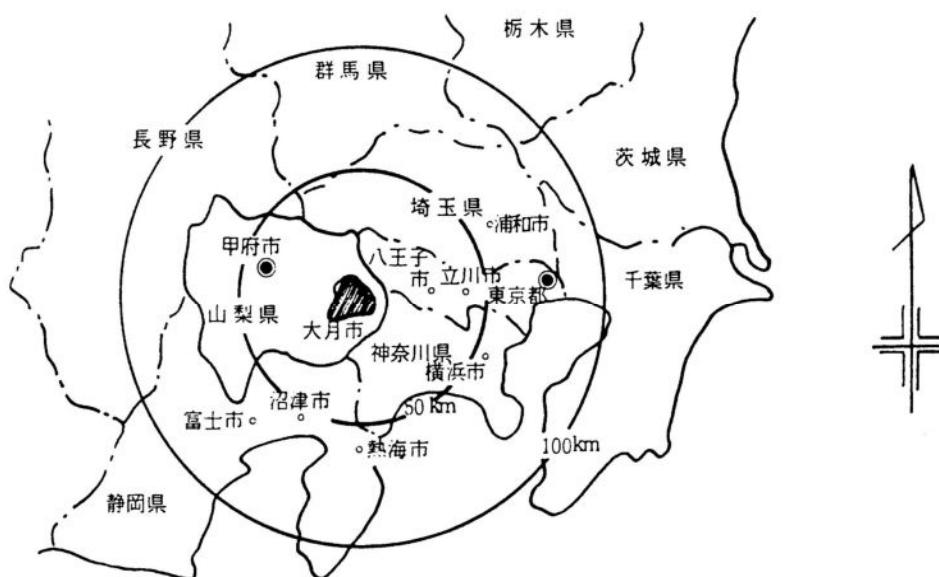 栃木県
群馬県
長野県
茨城県
埼玉県
浦和市
甲府市
八王子
市
立川市
東京都
千葉県
山梨県
大月市
神奈川県
横浜市
沼津市
50km
富士市
熱海市
100km
静岡県